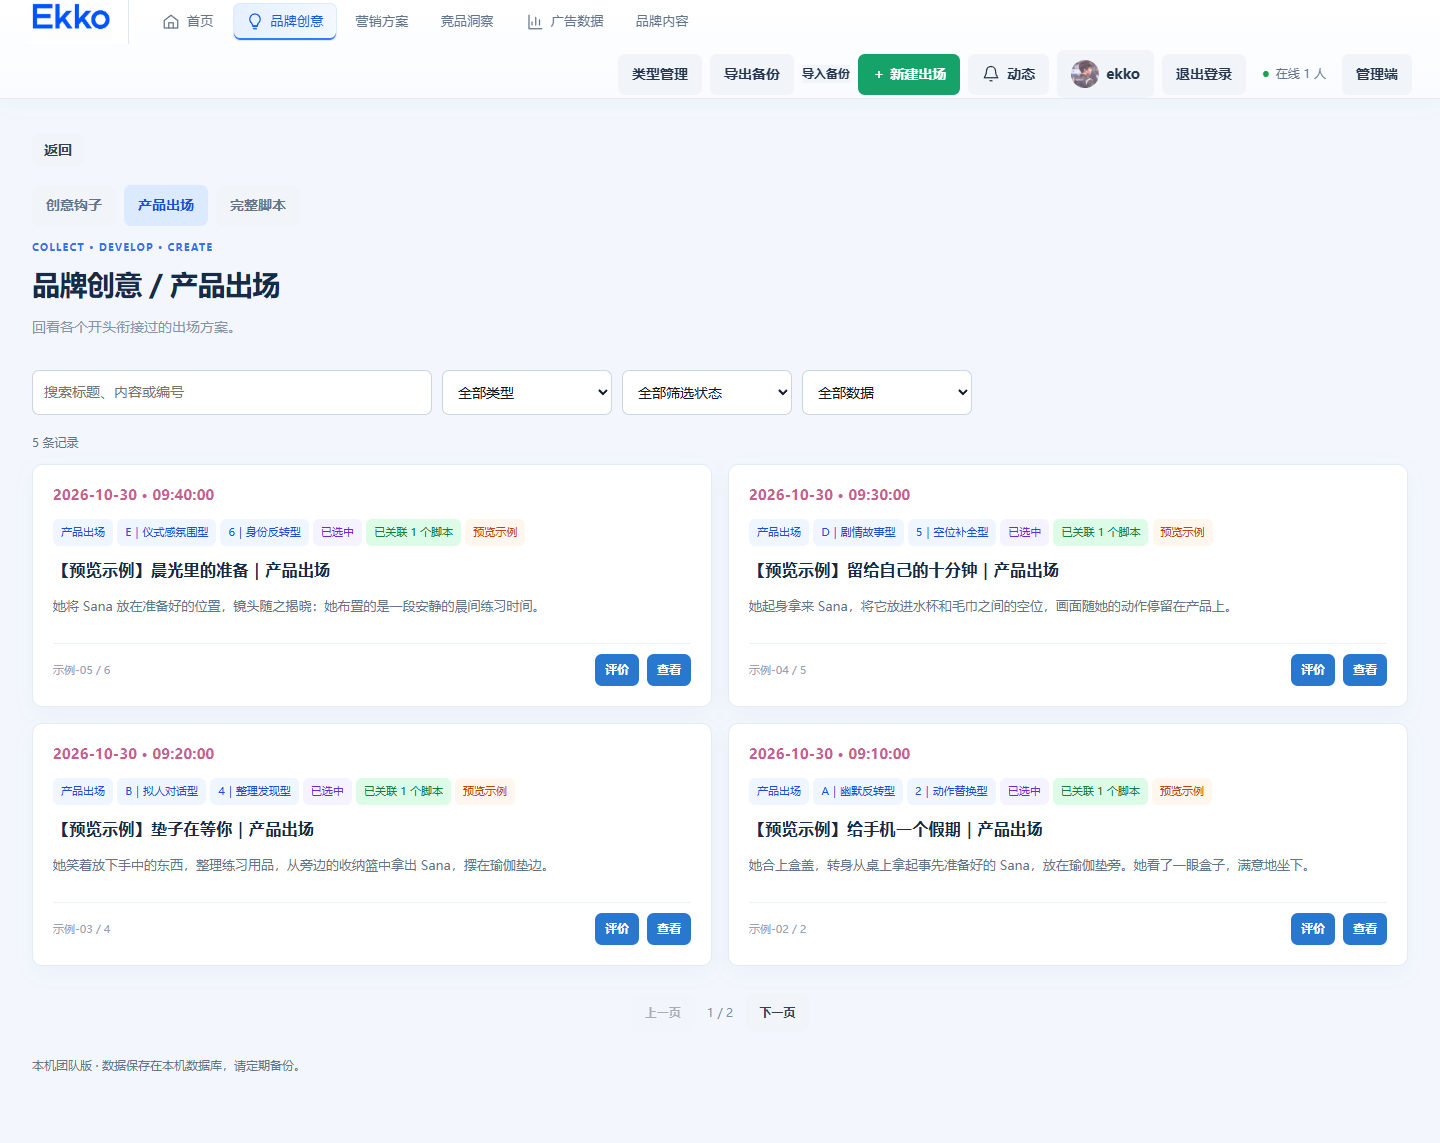 Ekko
首页
品牌创意
营销方案
竞品洞察
广告数据
品牌内容
类型管理
导出备份
导入备份
+ 新建出场
动态
ekko
退出登录
在线 1 人
管理端
返回
创意钩子
产品出场
完整脚本
COLLECT • DEVELOP • CREATE
品牌创意 / 产品出场
回看各个开头衔接过的出场方案。
搜索标题、内容或编号
全部类型
全部筛选状态
全部数据
5 条记录
2026-10-30 • 09:40:00
产品出场 E | 仪式感氛围型 6 | 身份反转型 已选中 已关联 1 个脚本 预览示例
【预览示例】晨光里的准备 | 产品出场
她将 Sana 放在准备好的位置，镜头随之揭晓：她布置的是一段安静的晨间练习时间。
示例-05 / 6
评价
查看
2026-10-30 • 09:30:00
产品出场 D | 剧情故事型 5 | 空位补全型 已选中 已关联 1 个脚本 预览示例
【预览示例】留给自己的十分钟 | 产品出场
她起身拿来 Sana，将它放进水杯和毛巾之间的空位，画面随她的动作停留在产品上。
示例-04 / 5
评价
查看
2026-10-30 • 09:20:00
产品出场 B | 拟人对话型 4 | 整理发现型 已选中 已关联 1 个脚本 预览示例
【预览示例】垫子在等你 | 产品出场
她笑着放下手中的东西，整理练习用品，从旁边的收纳篮中拿出 Sana，摆在瑜伽垫边。
示例-03 / 4
评价
查看
2026-10-30 • 09:10:00
产品出场 A | 幽默反转型 2 | 动作替换型 已选中 已关联 1 个脚本 预览示例
【预览示例】给手机一个假期 | 产品出场
她合上盒盖，转身从桌上拿起事先准备好的 Sana，放在瑜伽垫旁。她看了一眼盒子，满意地坐下。
示例-02 / 2
评价
查看
上一页
1 / 2
下一页
本机团队版 · 数据保存在本机数据库，请定期备份。